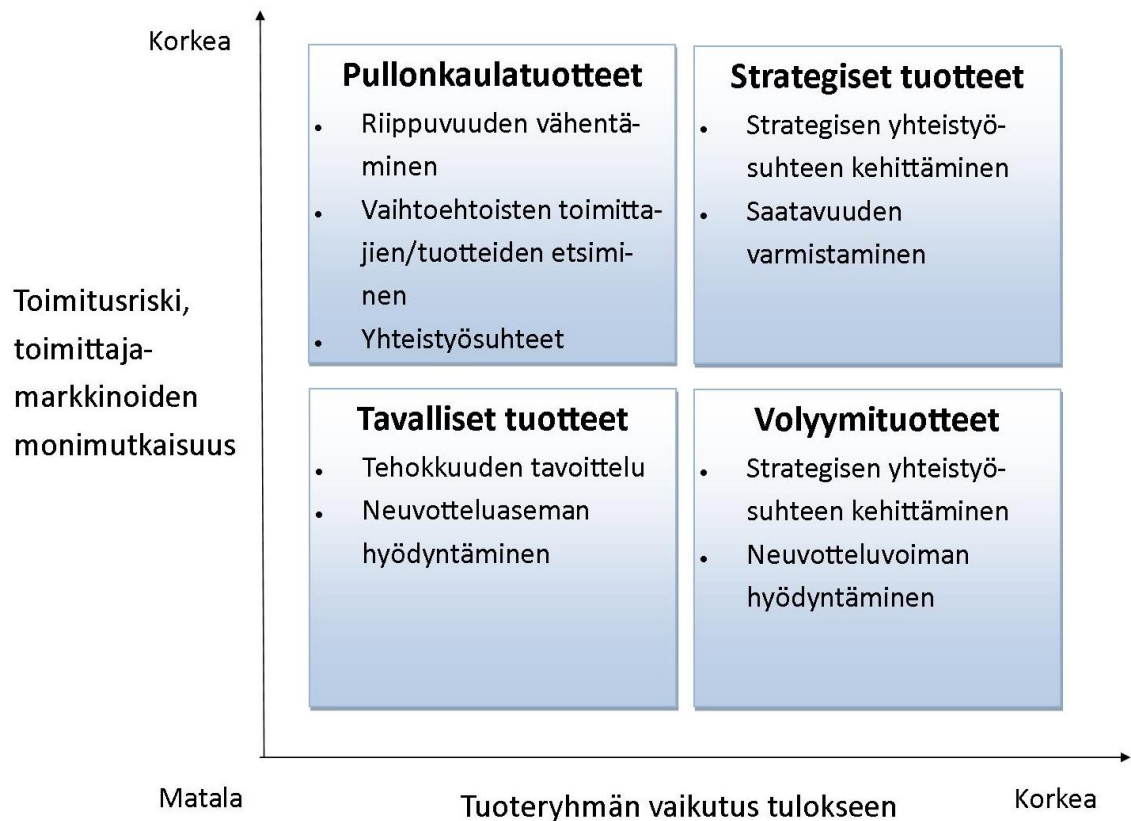 Korkea
Pullonkaulatuotteet
• Riippuvuuden vähentä-
minen
• Vaihtoehtoisten toimitta-
jien/tuotteiden etsimi-
nen
• Yhteistyösuhteet
Strategiset tuotteet
• Strategisen yhteistyö-
suhteen kehittäminen
• Saatavuuden
varmistaminen
Toimitusriski,
toimittaja-
markkinoiden
monimutkaisuus
Tavalliset tuotteet
• Tehokkuuden tavoittelu
• Neuvotteluaseman
hyödyntäminen
Volyymituotteet
• Strategisen yhteistyö-
suhteen kehittäminen
• Neuvotteluvoiman
hyödyntäminen
Matala
Tuoteryhmän vaikutus tulokseen
Korkea